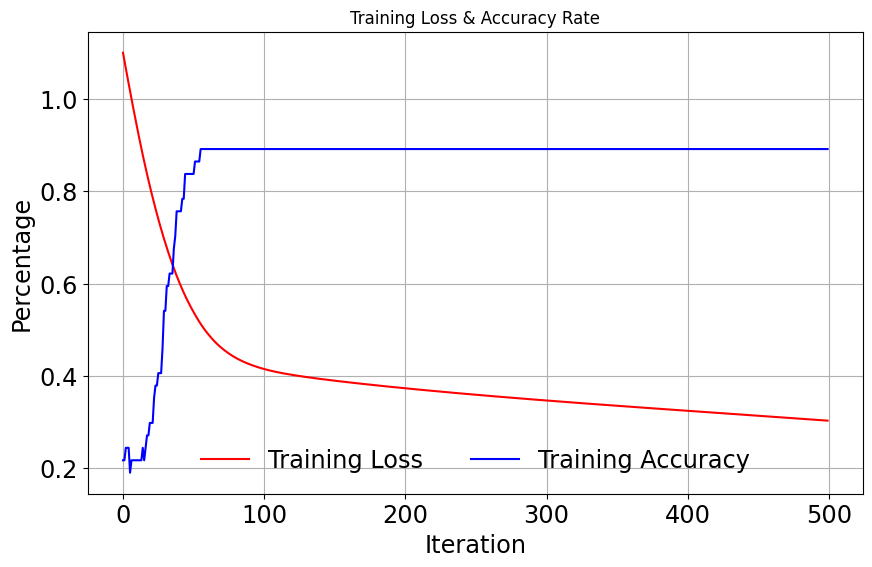 Training Loss & Accuracy Rate
Percentage
1.0
0.8
0.6
0.4
0.2
Training Loss
Training Accuracy
0 100 200 300 400 500
Iteration